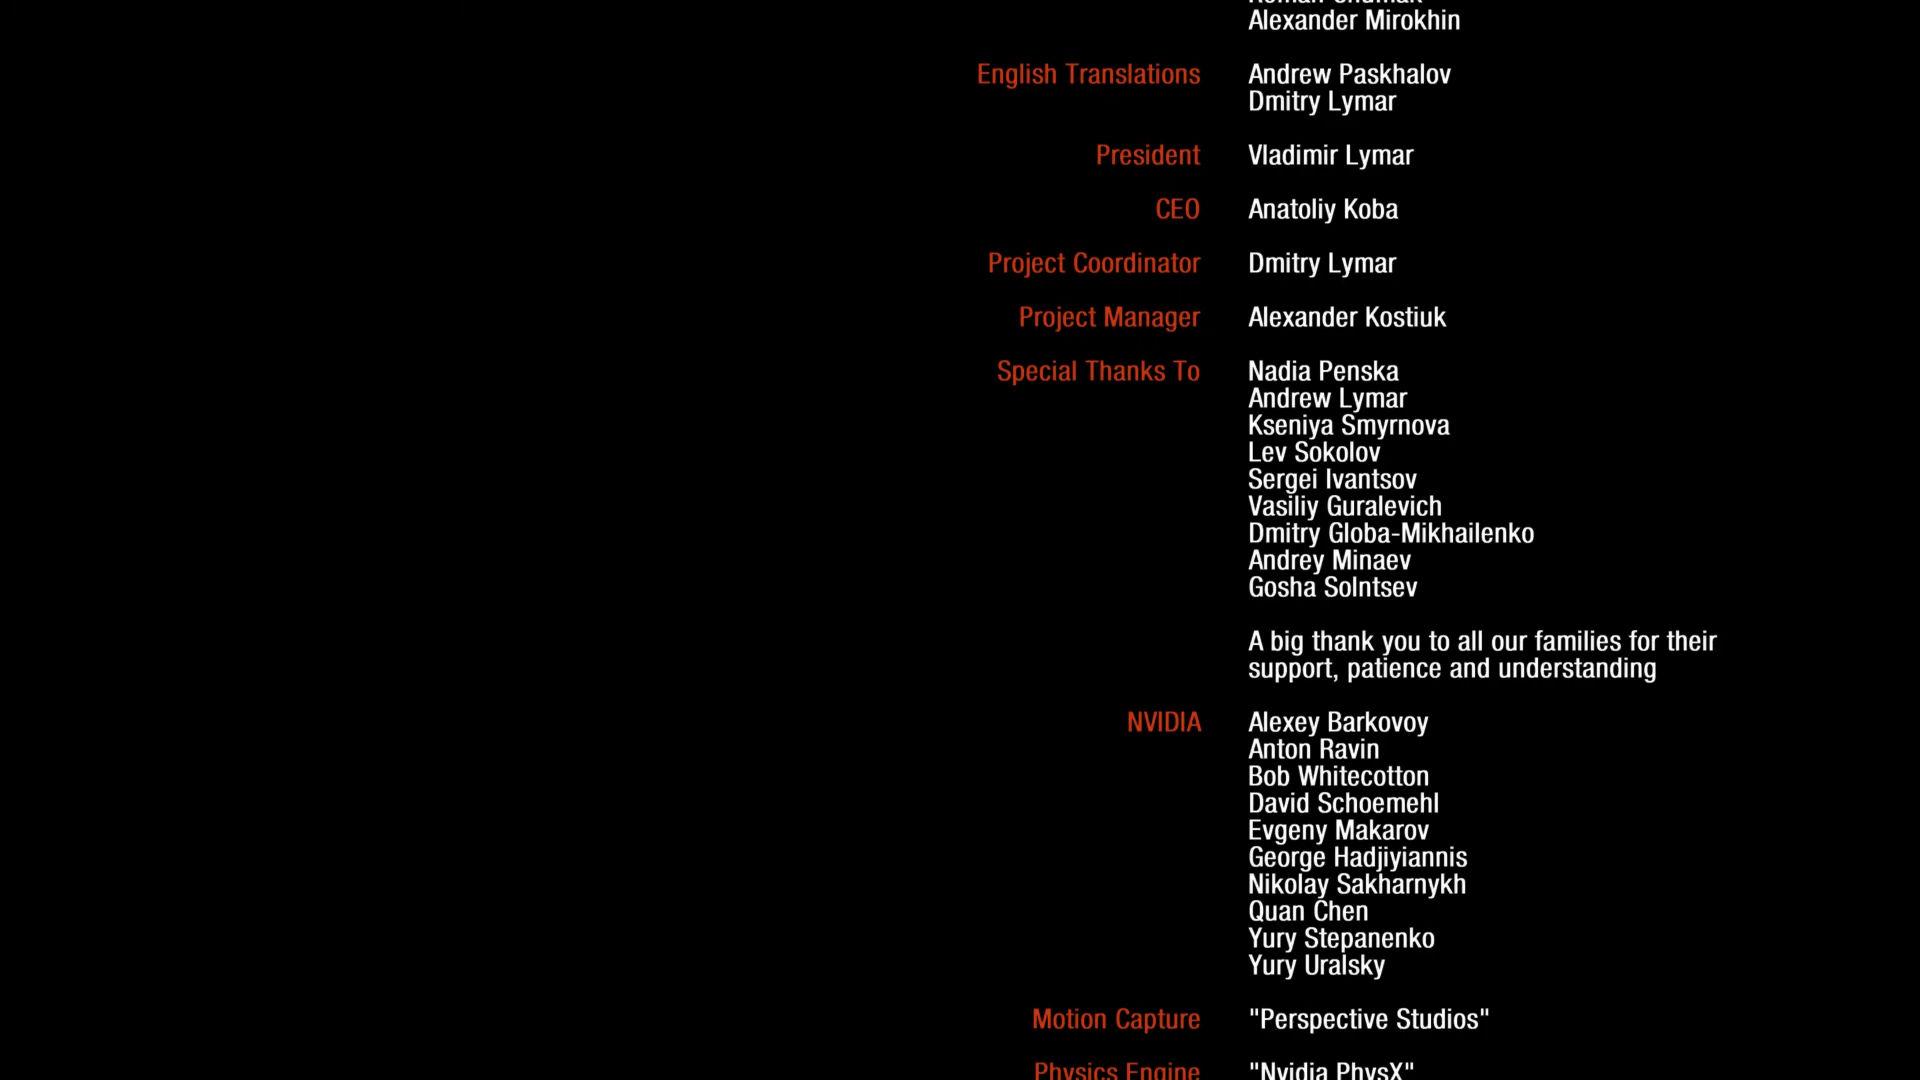 Roman Shumak
Alexander Mirokhin
English Translations Andrew Paskhalov
Dmitry Lymar
President Vladimir Lymar
CEO Anatoliy Koba
Project Coordinator Dmitry Lymar
Project Manager Alexander Kostiuk
Special Thanks To Nadia Penska
Andrew Lymar
Kseniya Smyrnova
Lev Sokolov
Sergei Ivantsov
Vasiliy Guralevich
Dmitry Globa-Mikhailenko
Andrey Minaev
Gosha Solntsev
A big thank you to all our families for their
support, patience and understanding
NVIDIA Alexey Barkovoy
Anton Ravin
Bob Whitecotton
David Schoemehl
Evgeny Makarov
George Hadjiyiannis
Nikolay Sakharnykh
Quan Chen
Yury Stepanenko
Yury Uralsky
Motion Capture "Perspective Studios"
Physics Engine "Nvidia PhysX"